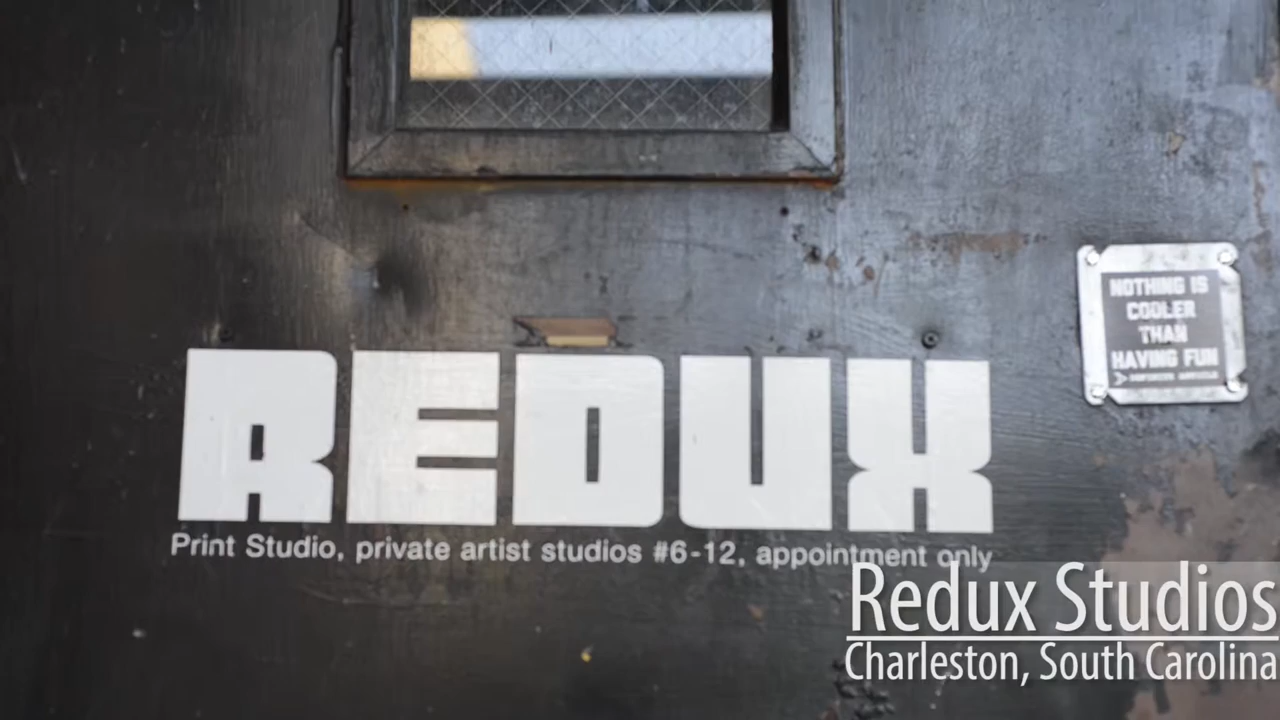 REDUX
Print Studio, private artist studios #6-12, appointment only
NOTHING IS
COOLER
THAN
HAVING FUN
Redux Studios
Charleston, South Carolina